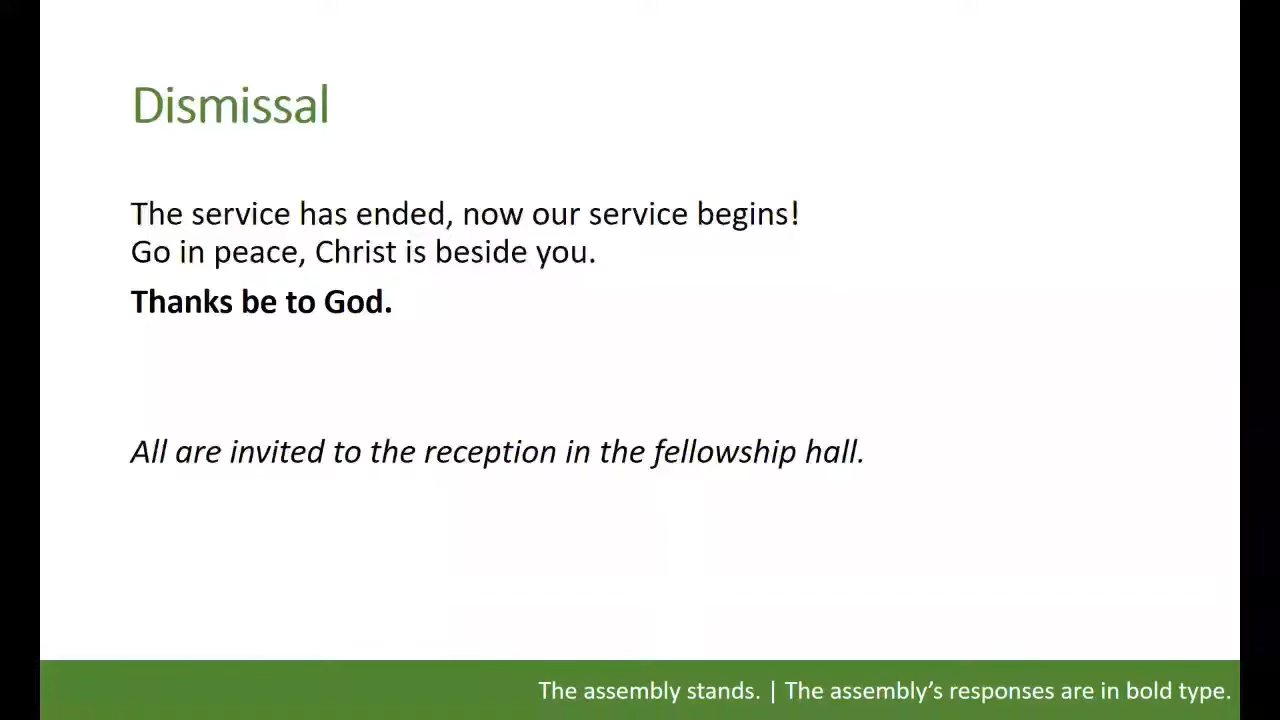 Dismissal
The service has ended, now our service begins!
Go in peace, Christ is beside you.
Thanks be to God.
All are invited to the reception in the fellowship hall.
The assembly stands. | The assembly’s responses are in bold type.